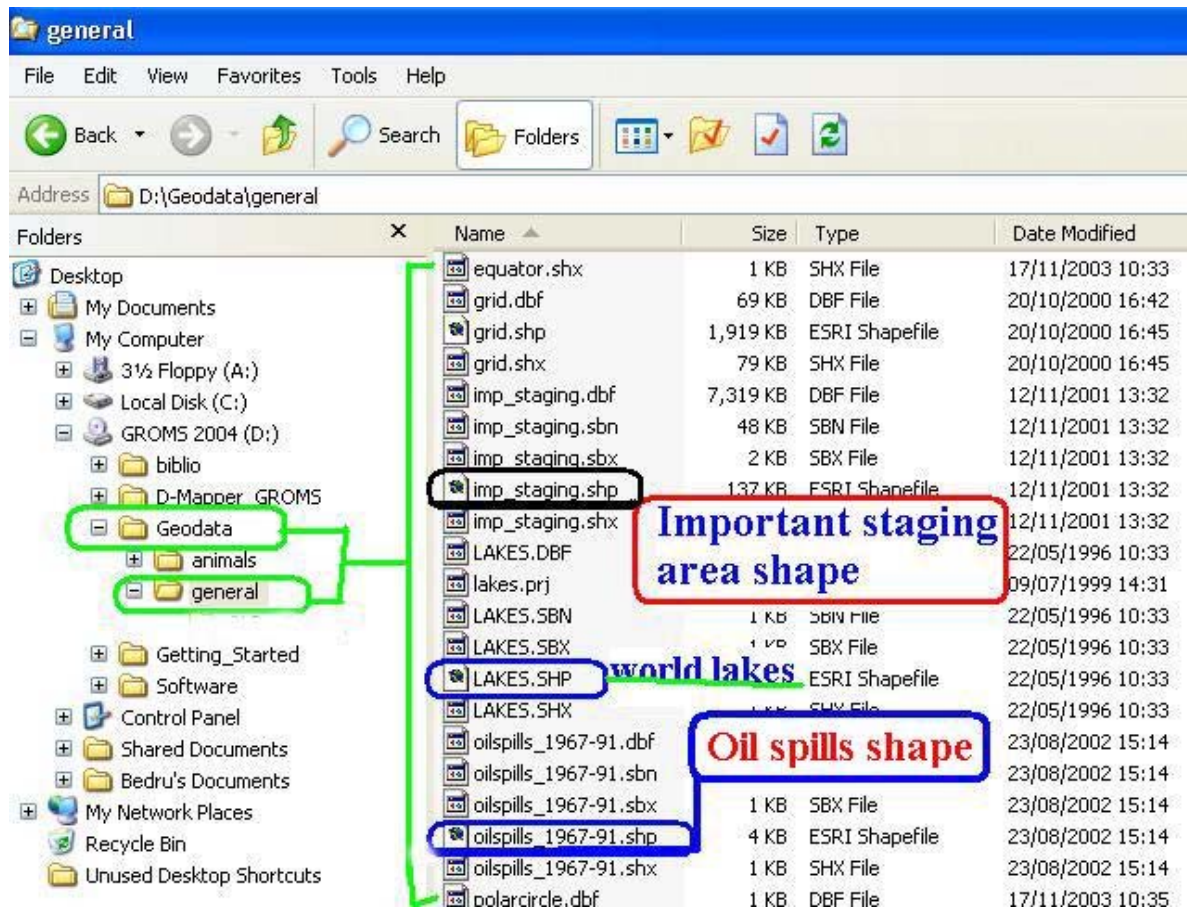 general
File Edit View Favorites Tools Help
Back Search Folders
Address D:\Geodata\general
Folders
Desktop
My Documents
My Computer
3½ Floppy (A:)
Local Disk (C:)
GROMS 2004 (D:)
biblio
D-Mapper_GROMS
Geodata
animals
general
Getting_Started
Software
Control Panel
Shared Documents
Bedru's Documents
My Network Places
Recycle Bin
Unused Desktop Shortcuts
Name Size Type Date Modified
equator.shx 1 KB SHX File 17/11/2003 10:33
grid.dbf 69 KB DBF File 20/10/2000 16:42
grid.shp 1,919 KB ESRI Shapefile 20/10/2000 16:45
grid.shx 79 KB SHX File 20/10/2000 16:45
imp_staging.dbf 7,319 KB DBF File 12/11/2001 13:32
imp_staging.sbn 48 KB SBN File 12/11/2001 13:32
imp_staging.sbx 2 KB SBX File 12/11/2001 13:32
imp_staging.shp 137 KB ESRI Shapefile 12/11/2001 13:32
imp_staging.shx 12/11/2001 13:32
Important staging
area shape
LAKES.DBF 22/05/1996 10:33
lakes.prj 09/07/1999 14:31
LAKES.SBN 1 KB SBN File 22/05/1996 10:33
LAKES.SBX SBX File 22/05/1996 10:33
LAKES.SHP world lakes ESRI Shapefile 22/05/1996 10:33
LAKES.SHX SHX File 22/05/1996 10:33
oilspills_1967-91.dbf 23/08/2002 15:14
Oil spills shape
oilspills_1967-91.sbn 23/08/2002 15:14
oilspills_1967-91.sbx 1 KB SBX File 23/08/2002 15:14
oilspills_1967-91.shp 4 KB ESRI Shapefile 23/08/2002 15:14
oilspills_1967-91.shx 1 KB SHX File 23/08/2002 15:14
polarcircle.dbf 1 KB DBF File 17/11/2003 10:35